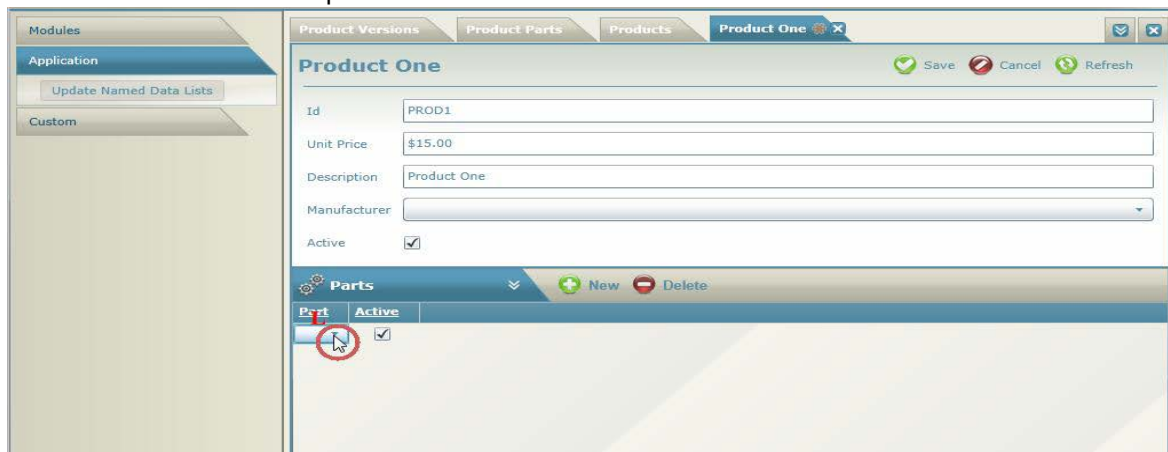 Modules
Application
Update Named Data Lists
Custom
Product Versions Product Parts Products Product One
Product One
Save Cancel Refresh
Id PROD1
Unit Price $15.00
Description Product One
Manufacturer
Active
Parts New Delete
Part Active
L